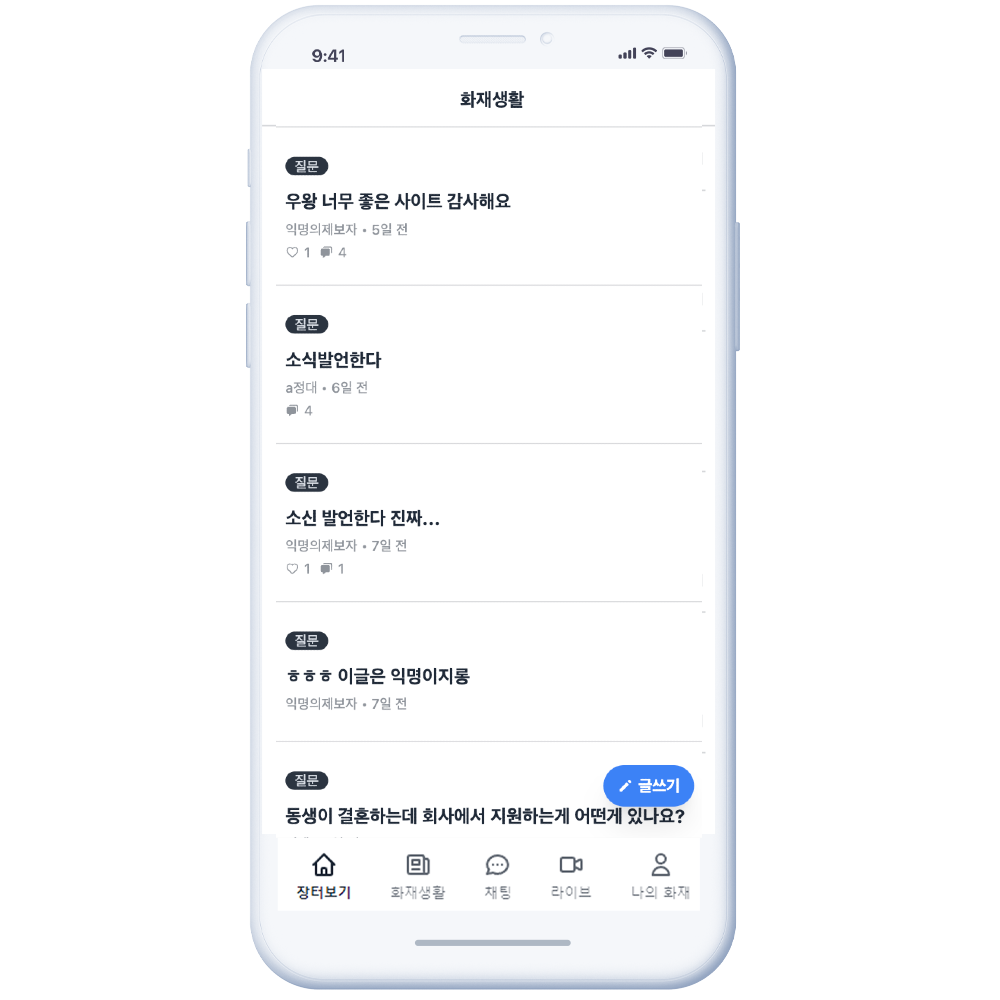 9:41
화재생활
질문
우왕 너무 좋은 사이트 감사해요
익명의제보자 • 5일 전
1 4
질문
소식발언한다
a정대 • 6일 전
4
질문
소신 발언한다 진짜...
익명의제보자 • 7일 전
1 1
질문
ㅎㅎㅎ 이글은 익명이지롱
익명의제보자 • 7일 전
질문
글쓰기
동생이 결혼하는데 회사에서 지원하는게 어떤게 있나요?
장터보기 화재생활 채팅 라이브 나의 화재